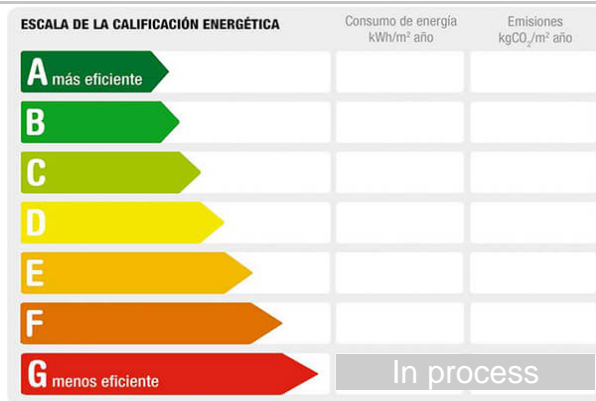 ESCALA DE LA CALIFICACIÓN ENERGÉTICA
Consumo de energía
kWh/m² año
Emisiones
kgCO₂/m² año
A más eficiente
B
C
D
E
F
G menos eficiente
In process